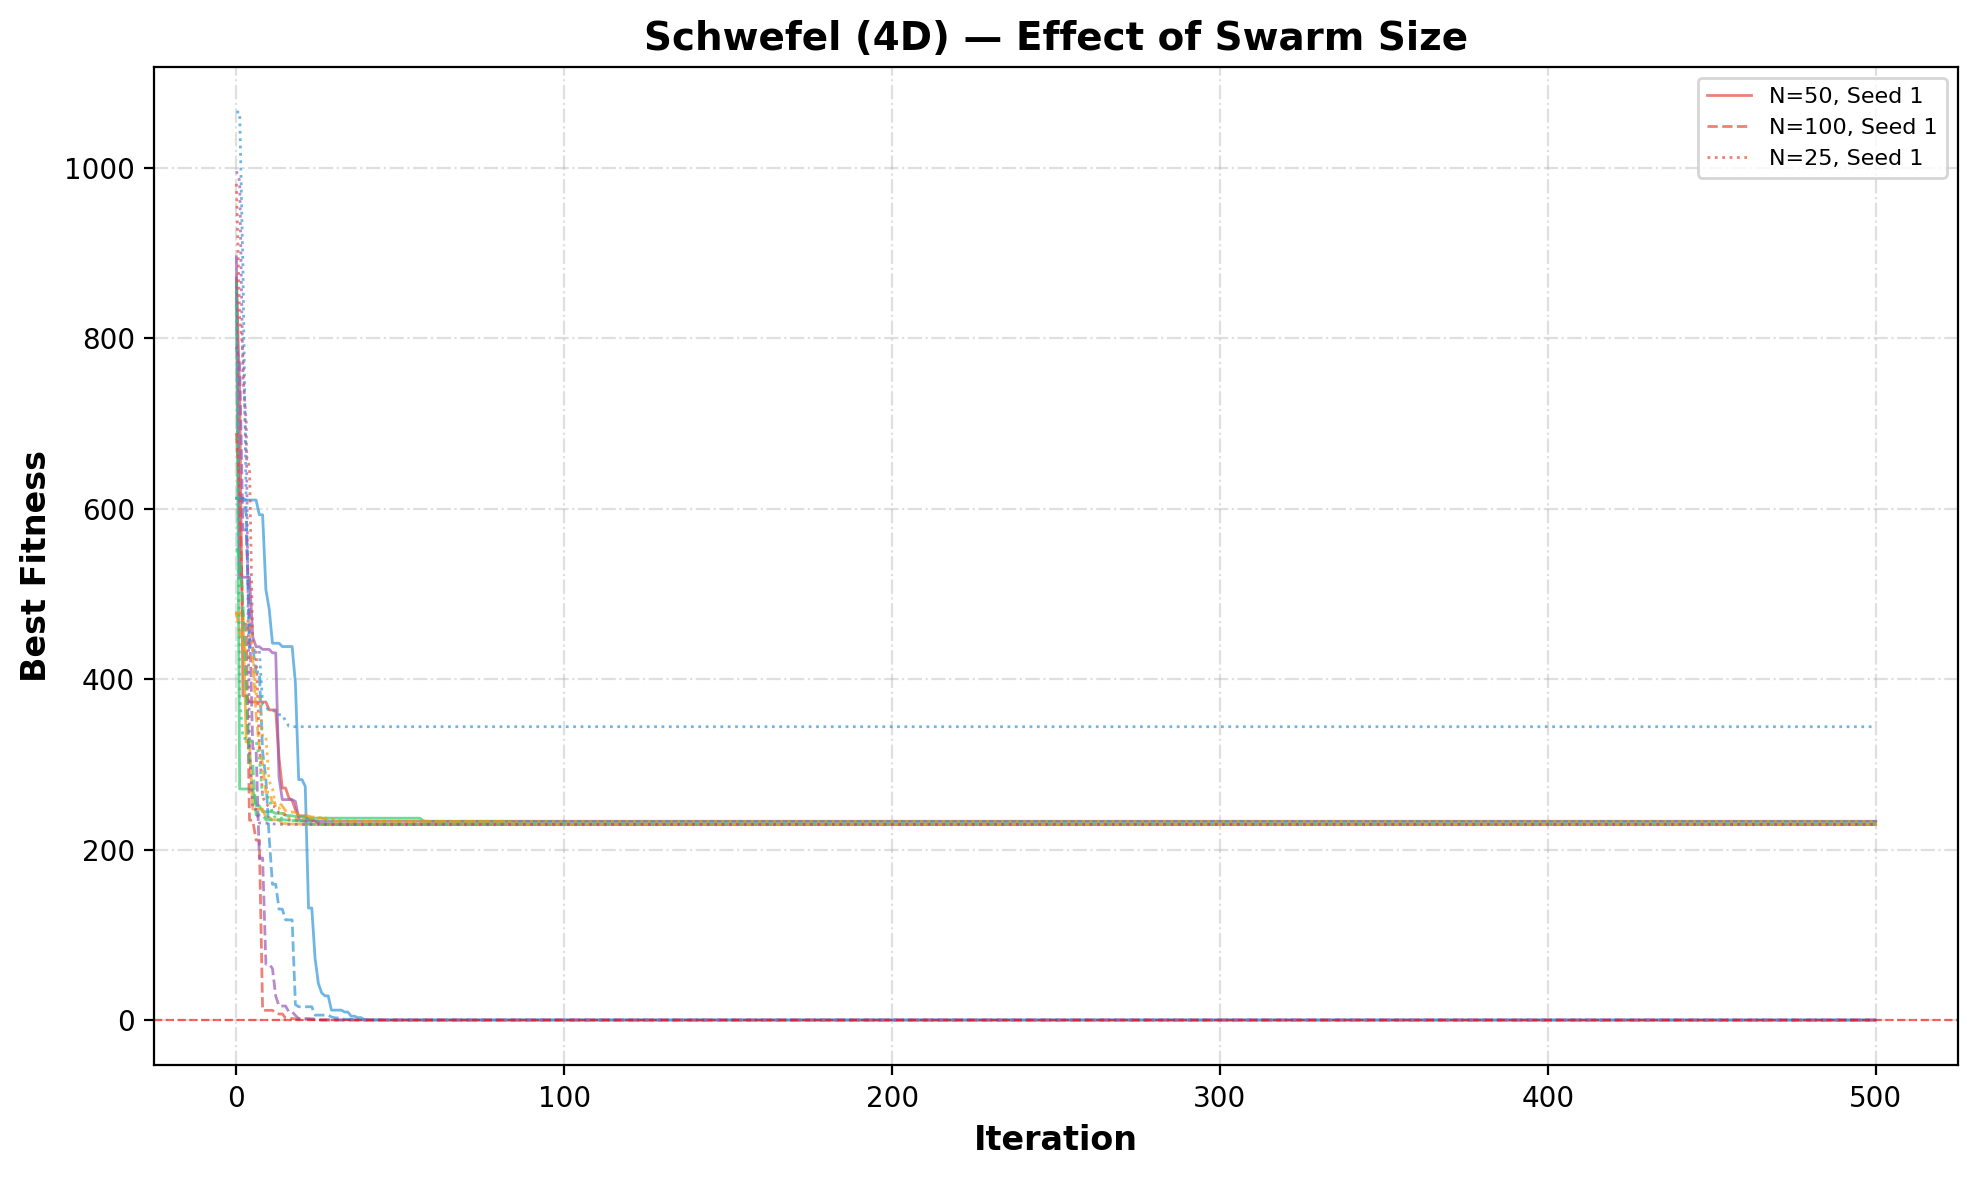 Schwefel (4D) — Effect of Swarm Size
N=50, Seed 1
N=100, Seed 1
N=25, Seed 1
Best Fitness
1000
800
600
400
200
0
0 100 200 300 400 500
Iteration